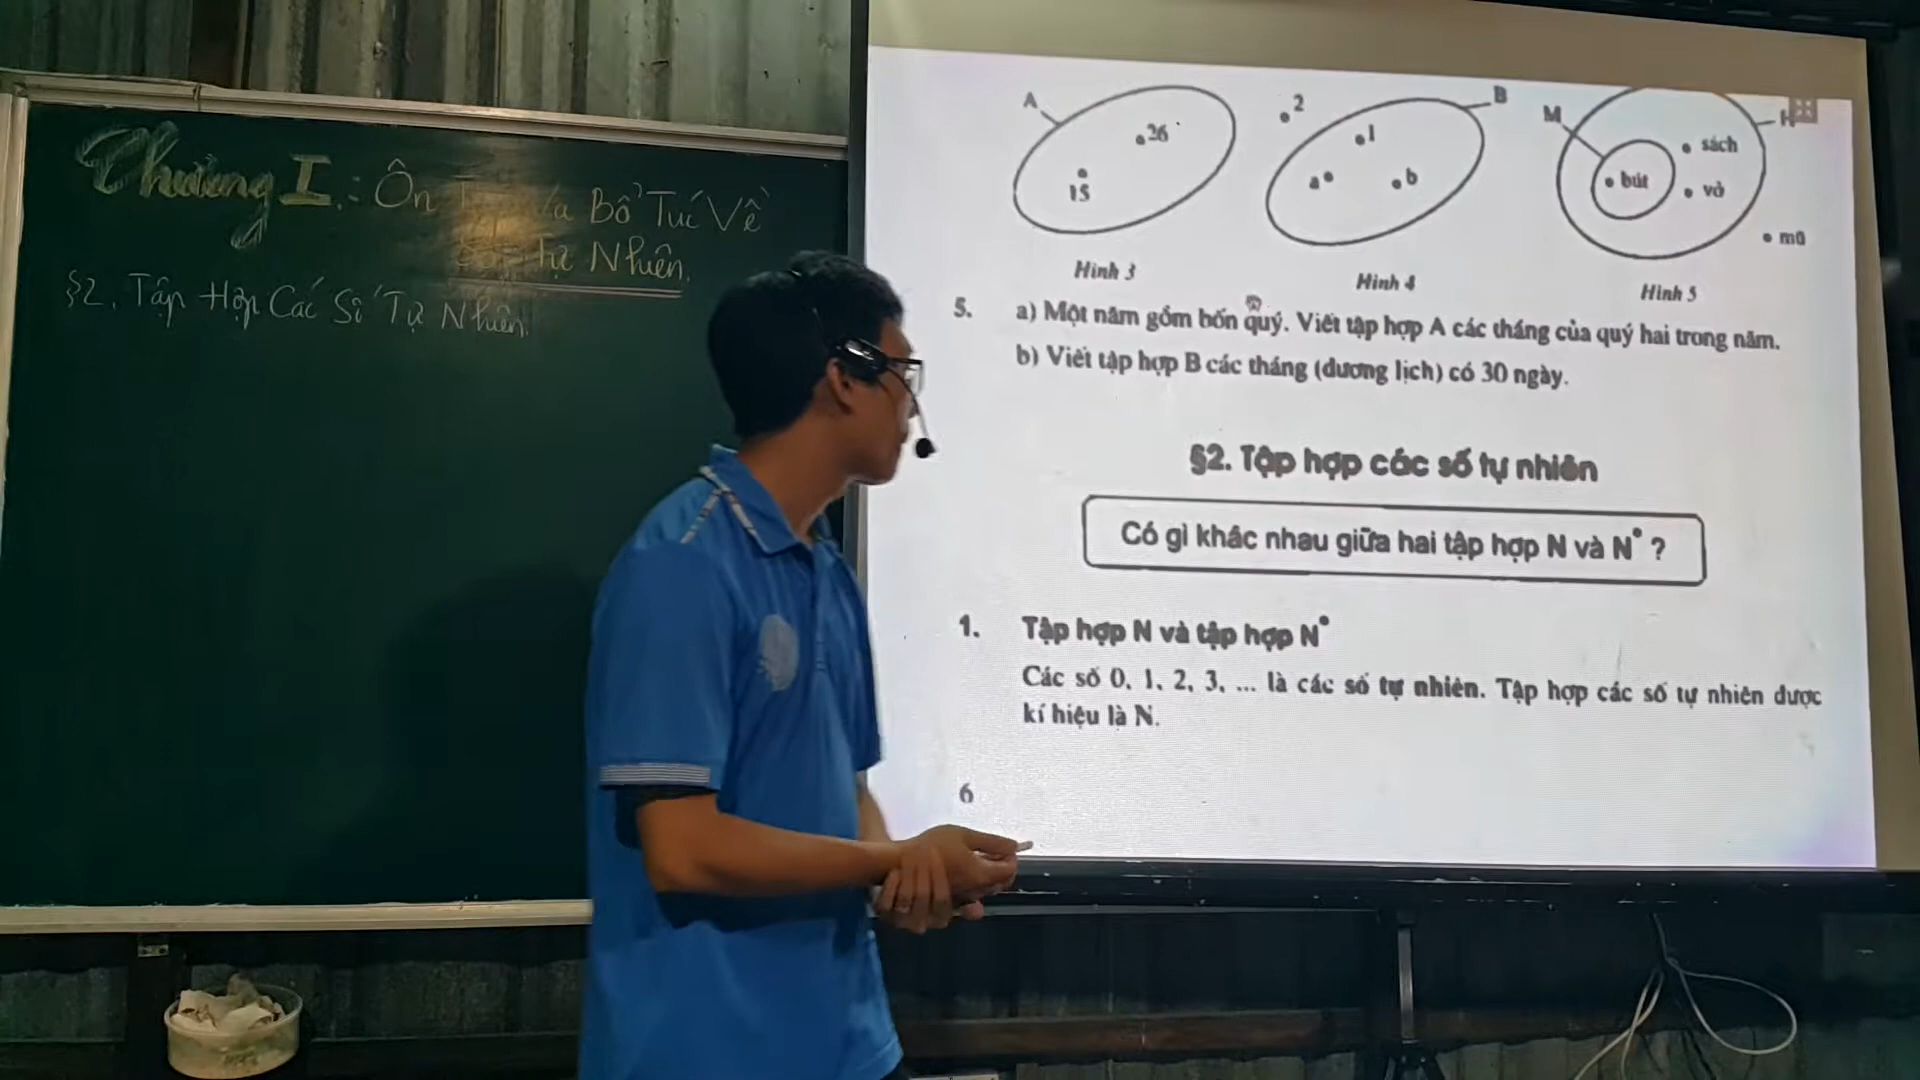 Chương I.: Ôn Tập Và Bổ Túc Về
Số Tự Nhiên.
§2. Tập Hợp Các Số Tự Nhiên.
A
26
15
Hình 3
2
B
1
a
b
Hình 4
M
H
bút
sách
vở
mũ
Hình 5
5. a) Một năm gồm bốn quý. Viết tập hợp A các tháng của quý hai trong năm.
b) Viết tập hợp B các tháng (dương lịch) có 30 ngày.
§2. Tập hợp các số tự nhiên
Có gì khác nhau giữa hai tập hợp N và N* ?
1. Tập hợp N và tập hợp N*
Các số 0, 1, 2, 3, ... là các số tự nhiên. Tập hợp các số tự nhiên được
kí hiệu là N.
6